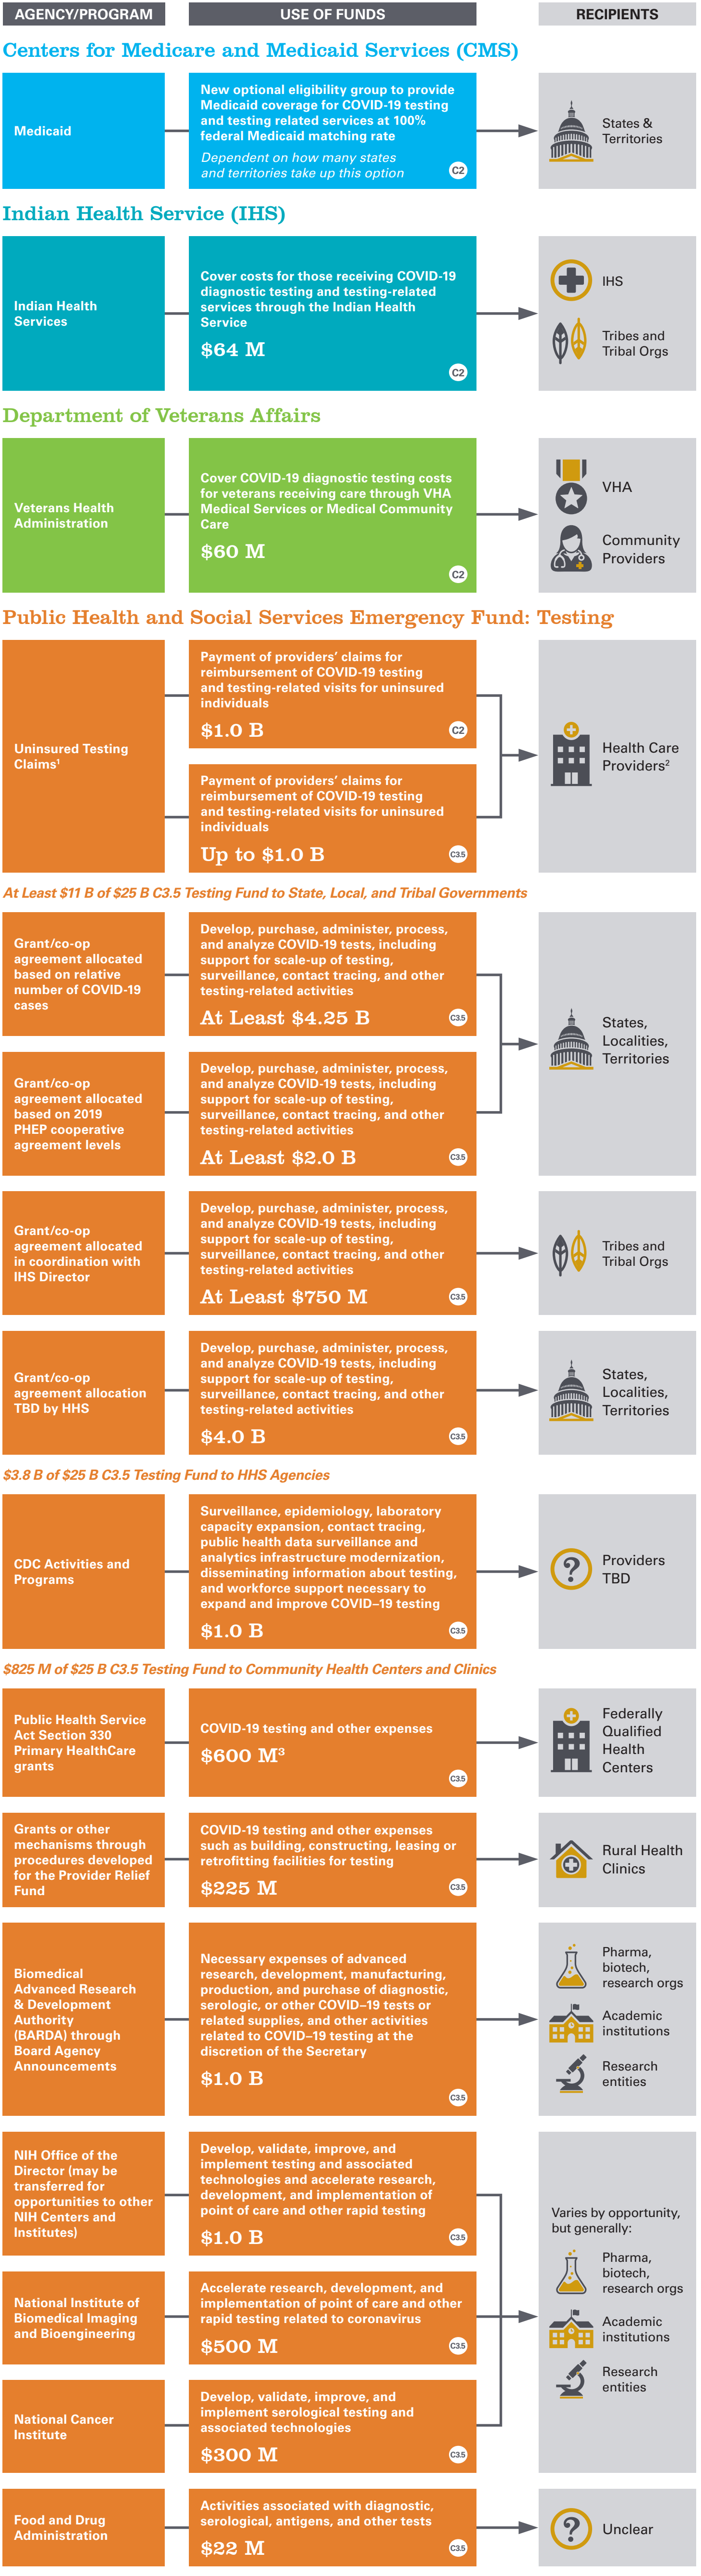 AGENCY/PROGRAM
USE OF FUNDS
RECIPIENTS
Centers for Medicare and Medicaid Services (CMS)
Medicaid
New optional eligibility group to provide
Medicaid coverage for COVID-19 testing
and testing related services at 100%
federal Medicaid matching rate
Dependent on how many states
and territories take up this option
C2
States &
Territories
Indian Health Service (IHS)
Indian Health
Services
Cover costs for those receiving COVID-19
diagnostic testing and testing-related
services through the Indian Health
Service
$64 M
C2
IHS
Tribes and
Tribal Orgs
Department of Veterans Affairs
Veterans Health
Administration
Cover COVID-19 diagnostic testing costs
for veterans receiving care through VHA
Medical Services or Medical Community
Care
$60 M
C2
VHA
Community
Providers
Public Health and Social Services Emergency Fund: Testing
Uninsured Testing
Claims¹
Payment of providers’ claims for
reimbursement of COVID-19 testing
and testing-related visits for uninsured
individuals
$1.0 B
C2
Payment of providers’ claims for
reimbursement of COVID-19 testing
and testing-related visits for uninsured
individuals
Up to $1.0 B
C3.5
Health Care
Providers²
At Least $11 B of $25 B C3.5 Testing Fund to State, Local, and Tribal Governments
Grant/co-op
agreement allocated
based on relative
number of COVID-19
cases
Develop, purchase, administer, process,
and analyze COVID-19 tests, including
support for scale-up of testing,
surveillance, contact tracing, and other
testing-related activities
At Least $4.25 B
C3.5
Grant/co-op
agreement allocated
based on 2019
PHEP cooperative
agreement levels
Develop, purchase, administer, process,
and analyze COVID-19 tests, including
support for scale-up of testing,
surveillance, contact tracing, and other
testing-related activities
At Least $2.0 B
C3.5
States,
Localities,
Territories
Grant/co-op
agreement allocated
in coordination with
IHS Director
Develop, purchase, administer, process,
and analyze COVID-19 tests, including
support for scale-up of testing,
surveillance, contact tracing, and other
testing-related activities
At Least $750 M
C3.5
Tribes and
Tribal Orgs
Grant/co-op
agreement allocation
TBD by HHS
Develop, purchase, administer, process,
and analyze COVID-19 tests, including
support for scale-up of testing,
surveillance, contact tracing, and other
testing-related activities
$4.0 B
C3.5
States,
Localities,
Territories
$3.8 B of $25 B C3.5 Testing Fund to HHS Agencies
CDC Activities and
Programs
Surveillance, epidemiology, laboratory
capacity expansion, contact tracing,
public health data surveillance and
analytics infrastructure modernization,
disseminating information about testing,
and workforce support necessary to
expand and improve COVID–19 testing
$1.0 B
C3.5
?
Providers
TBD
$825 M of $25 B C3.5 Testing Fund to Community Health Centers and Clinics
Public Health Service
Act Section 330
Primary HealthCare
grants
COVID-19 testing and other expenses
$600 M³
C3.5
Federally
Qualified
Health
Centers
Grants or other
mechanisms through
procedures developed
for the Provider Relief
Fund
COVID-19 testing and other expenses
such as building, constructing, leasing or
retrofitting facilities for testing
$225 M
C3.5
Rural Health
Clinics
Biomedical
Advanced Research
& Development
Authority
(BARDA) through
Board Agency
Announcements
Necessary expenses of advanced
research, development, manufacturing,
production, and purchase of diagnostic,
serologic, or other COVID–19 tests or
related supplies, and other activities
related to COVID–19 testing at the
discretion of the Secretary
$1.0 B
C3.5
Pharma,
biotech,
research orgs
Academic
institutions
Research
entities
NIH Office of the
Director (may be
transferred for
opportunities to other
NIH Centers and
Institutes)
Develop, validate, improve, and
implement testing and associated
technologies and accelerate research,
development, and implementation of
point of care and other rapid testing
$1.0 B
C3.5
National Institute of
Biomedical Imaging
and Bioengineering
Accelerate research, development, and
implementation of point of care and other
rapid testing related to coronavirus
$500 M
C3.5
National Cancer
Institute
Develop, validate, improve, and
implement serological testing and
associated technologies
$300 M
C3.5
Varies by opportunity,
but generally:
Pharma,
biotech,
research orgs
Academic
institutions
Research
entities
Food and Drug
Administration
Activities associated with diagnostic,
serological, antigens, and other tests
$22 M
C3.5
?
Unclear